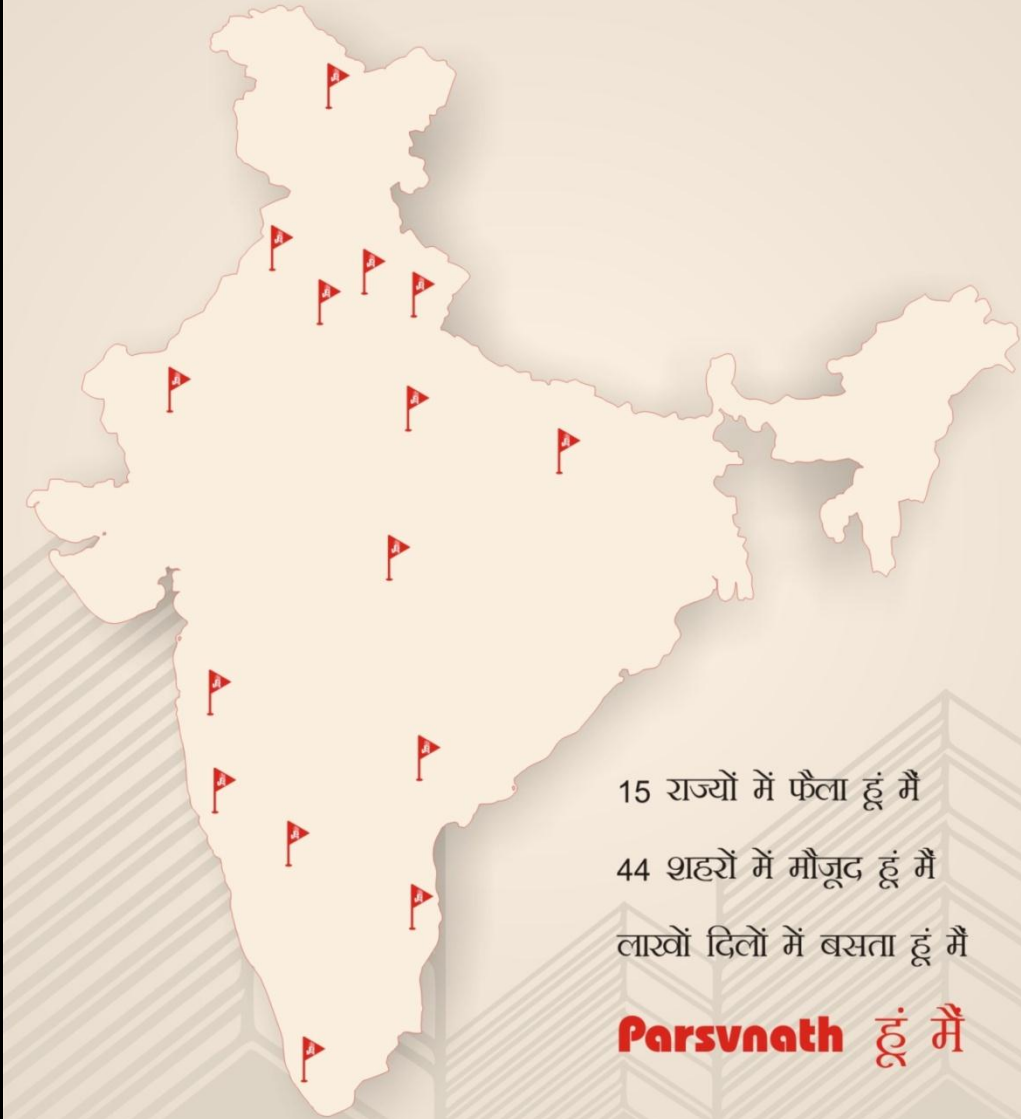 15 राज्यों में फैला हूं मैं
44 शहरों में मौजूद हूं मैं
लाखों दिलों में बसता हूं मैं
Parsvnath हूं मैं